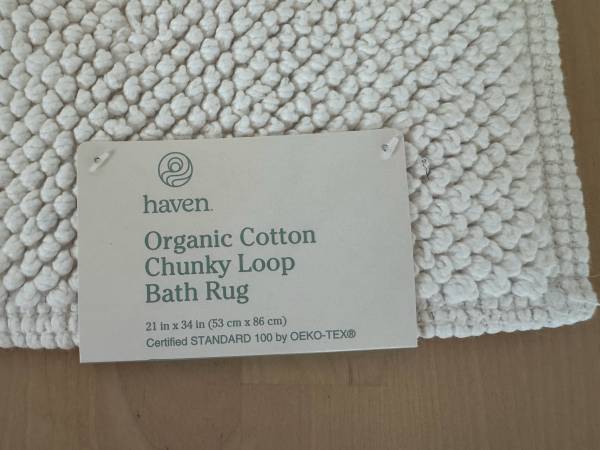 haven™
Organic Cotton
Chunky Loop
Bath Rug
21 in x 34 in (53 cm x 86 cm)
Certified STANDARD 100 by OEKO-TEX®